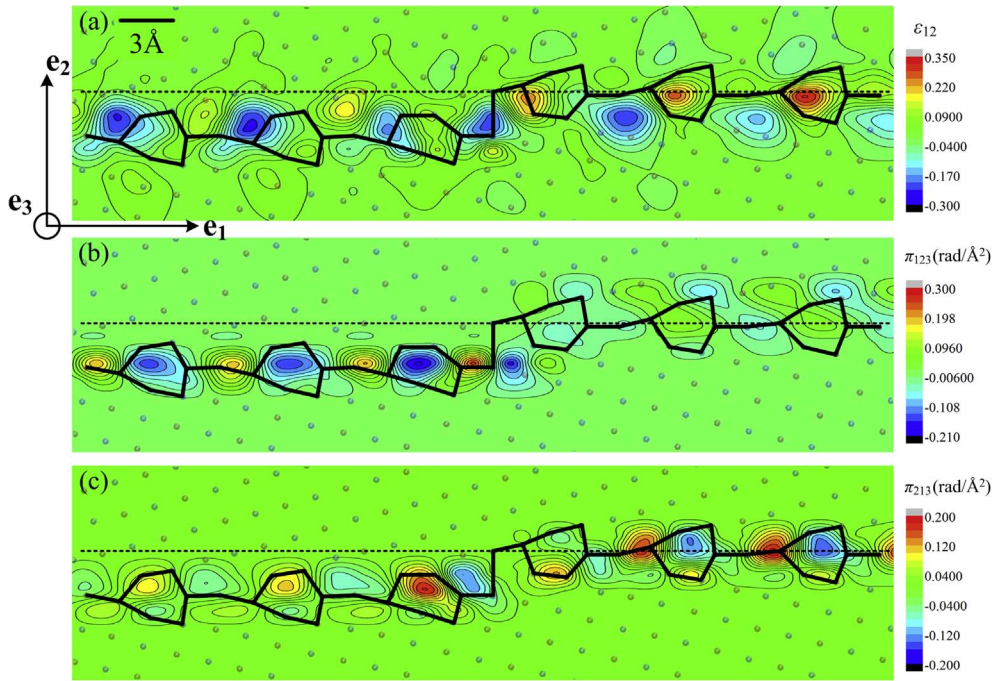 (a)
3Å
e₂
e₃
e₁
ε₁₂
0.350
0.220
0.0900
-0.0400
-0.170
-0.300
(b)
π₁₂₃(rad/Å²)
0.300
0.198
0.0960
-0.00600
-0.108
-0.210
(c)
π₂₁₃(rad/Å²)
0.200
0.120
0.0400
-0.0400
-0.120
-0.200